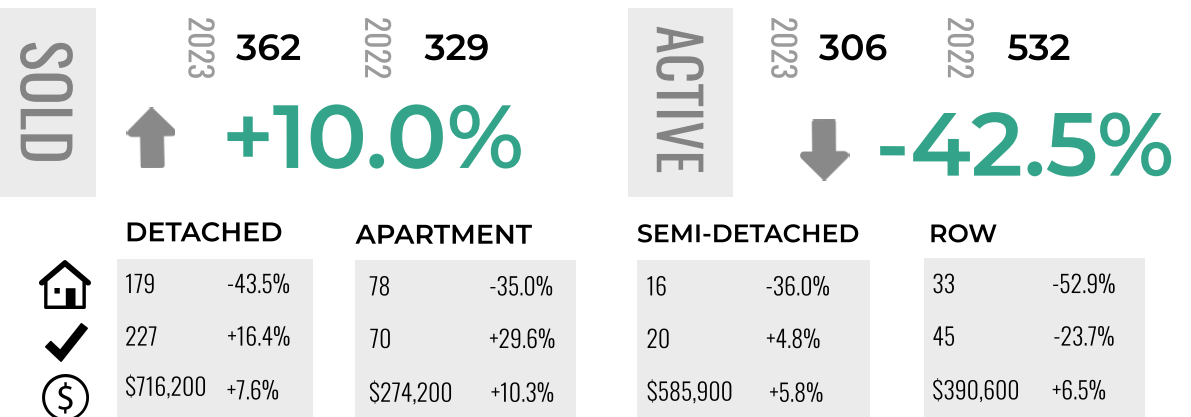 SOLD
2023 362 2022 329
+10.0%
ACTIVE
2023 306 2022 532
-42.5%
DETACHED
179 -43.5%
227 +16.4%
$716,200 +7.6%
APARTMENT
78 -35.0%
70 +29.6%
$274,200 +10.3%
SEMI-DETACHED
16 -36.0%
20 +4.8%
$585,900 +5.8%
ROW
33 -52.9%
45 -23.7%
$390,600 +6.5%
$